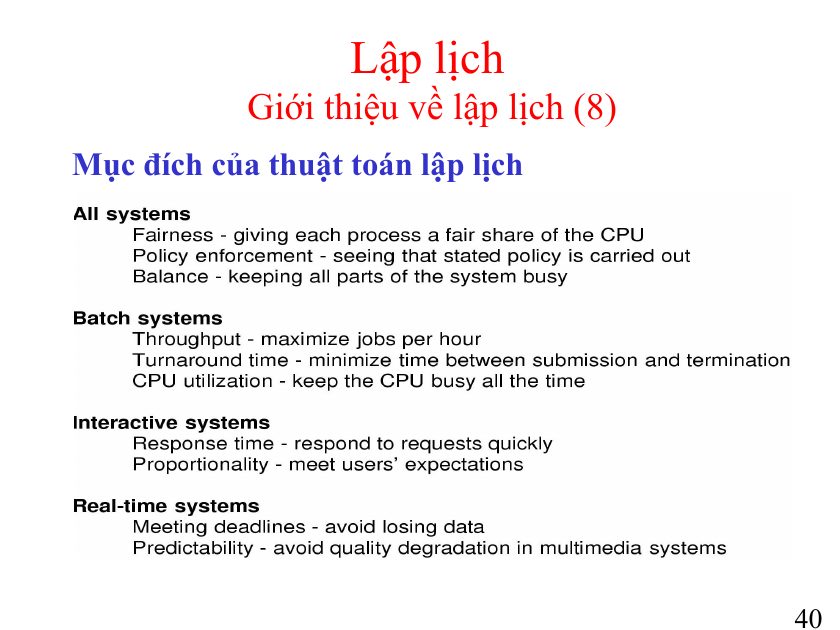 Lập lịch
Giới thiệu về lập lịch (8)
Mục đích của thuật toán lập lịch
All systems
Fairness - giving each process a fair share of the CPU
Policy enforcement - seeing that stated policy is carried out
Balance - keeping all parts of the system busy
Batch systems
Throughput - maximize jobs per hour
Turnaround time - minimize time between submission and termination
CPU utilization - keep the CPU busy all the time
Interactive systems
Response time - respond to requests quickly
Proportionality - meet users’ expectations
Real-time systems
Meeting deadlines - avoid losing data
Predictability - avoid quality degradation in multimedia systems
40